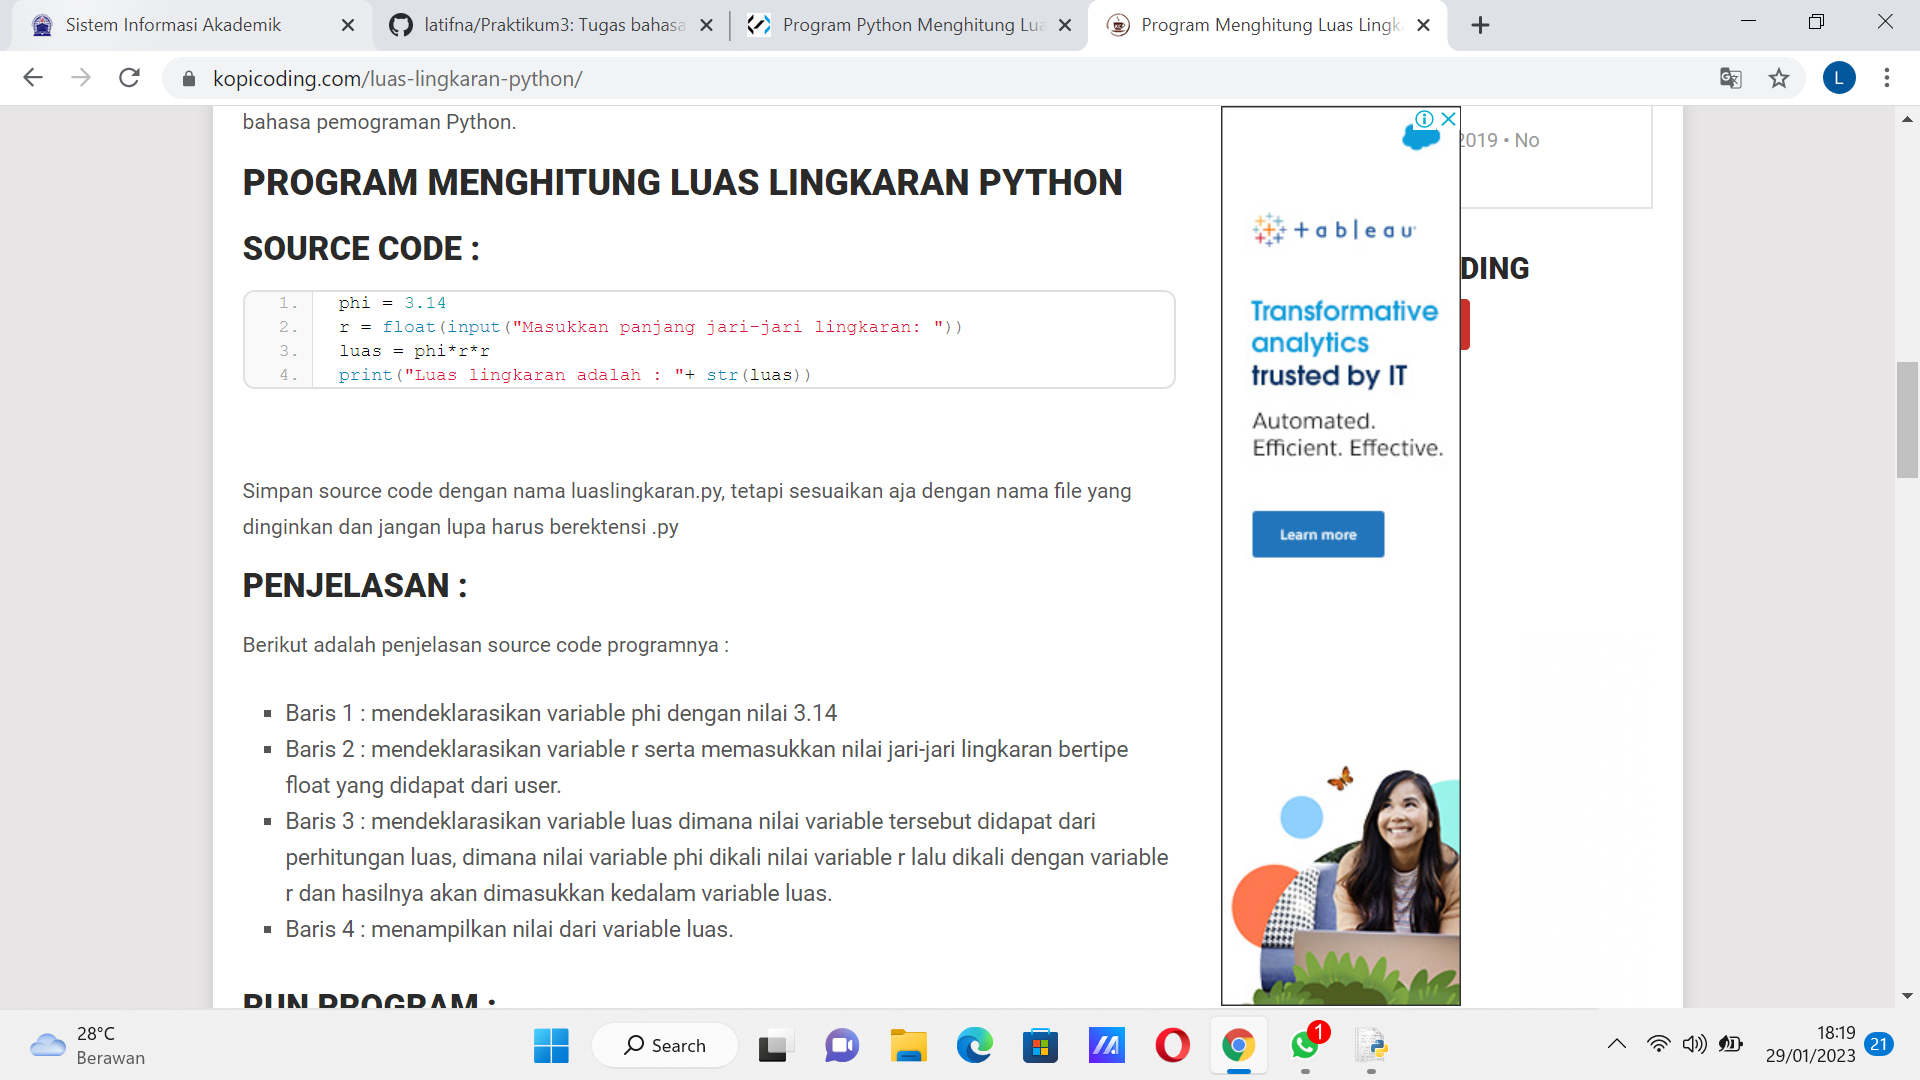 Sistem Informasi Akademik
latifna/Praktikum3: Tugas bahasa
Program Python Menghitung Lua
Program Menghitung Luas Lingk
kopicoding.com/luas-lingkaran-python/
L
bahasa pemograman Python.
PROGRAM MENGHITUNG LUAS LINGKARAN PYTHON
SOURCE CODE :
1. phi = 3.14
2. r = float(input("Masukkan panjang jari-jari lingkaran: "))
3. luas = phi*r*r
4. print("Luas lingkaran adalah : "+ str(luas))
Simpan source code dengan nama luaslingkaran.py, tetapi sesuaikan aja dengan nama file yang
dinginkan dan jangan lupa harus berektensi .py
PENJELASAN :
Berikut adalah penjelasan source code programnya :
Baris 1 : mendeklarasikan variable phi dengan nilai 3.14
Baris 2 : mendeklarasikan variable r serta memasukkan nilai jari-jari lingkaran bertipe
float yang didapat dari user.
Baris 3 : mendeklarasikan variable luas dimana nilai variable tersebut didapat dari
perhitungan luas, dimana nilai variable phi dikali nilai variable r lalu dikali dengan variable
r dan hasilnya akan dimasukkan kedalam variable luas.
Baris 4 : menampilkan nilai dari variable luas.
RUN PROGRAM :
+ableau
Transformative
analytics
trusted by IT
Automated.
Efficient. Effective.
Learn more
2019 • No
DING
28°C
Berawan
Search
1
18:19
29/01/2023
21